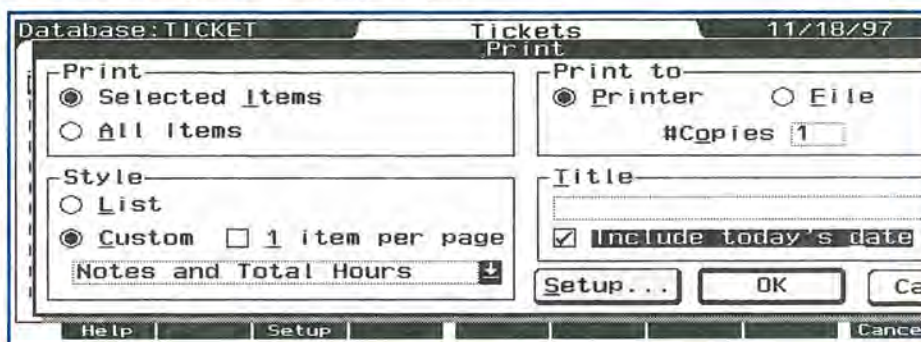 Database:TICKET Tickets 11/18/97
Print
Print Print to
Selected Items Printer File
All Items #Copies 1
Style Title
List
Custom 1 item per page Include today's date
Notes and Total Hours Setup... OK Ca
Help Setup Cance